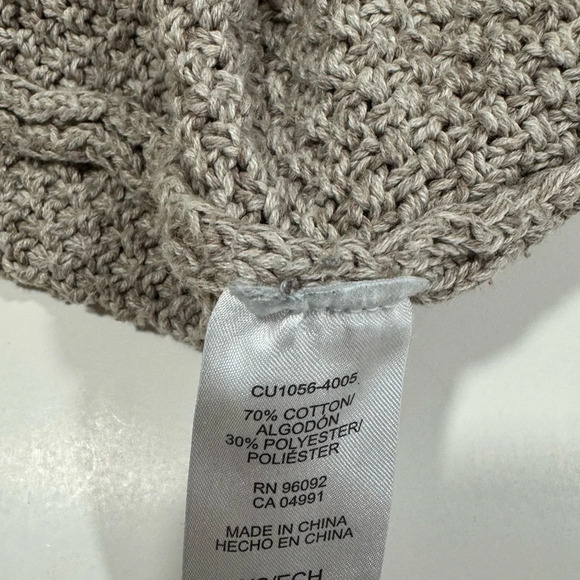 CU1056-4005
70% COTTON/
ALGODÓN
30% POLYESTER/
POLIÉSTER
RN 96092
CA 04991
MADE IN CHINA
HECHO EN CHINA